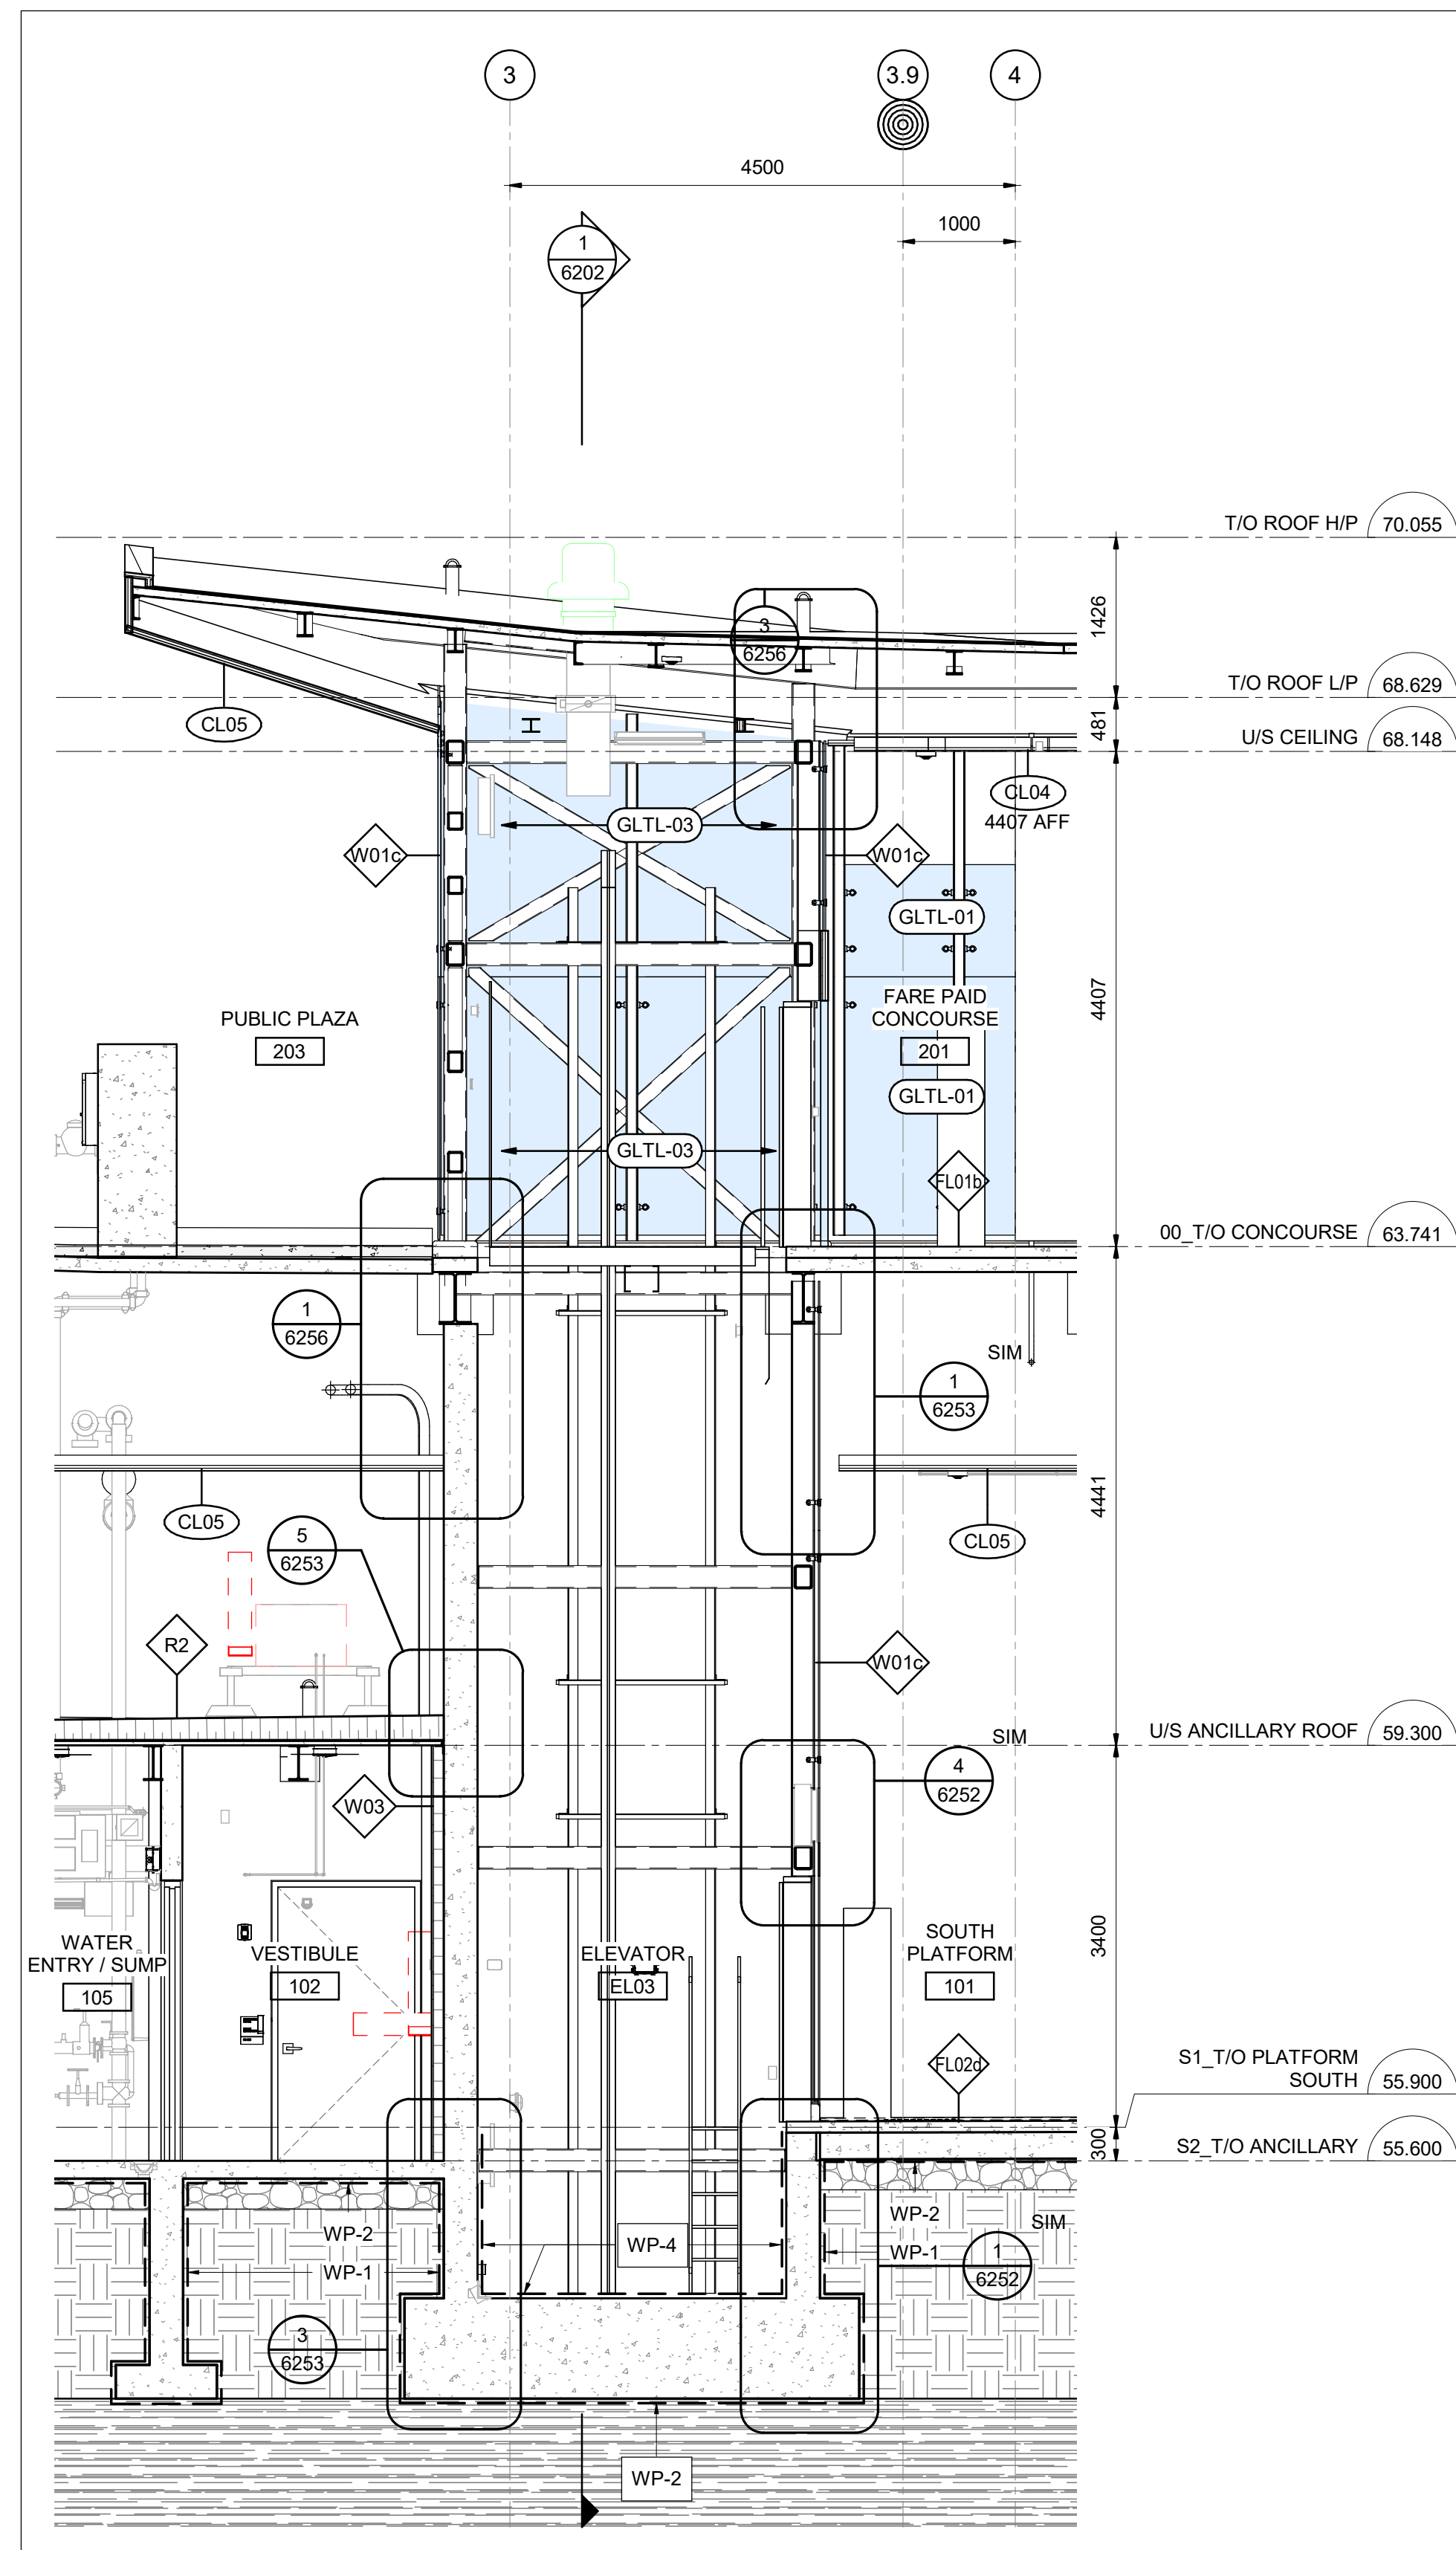 3
3.9
4
4500
1000
1
6202
T/O ROOF H/P 70.055
1426
3
6256
T/O ROOF L/P 68.629
CL05
481
U/S CEILING 68.148
CL04
4407 AFF
GLTL-03
W01c
W01c
GLTL-01
4407
PUBLIC PLAZA
203
FARE PAID
CONCOURSE
201
GLTL-01
GLTL-03
FL01b
00_T/O CONCOURSE 63.741
1
6256
SIM
1
6253
4441
CL05
CL05
5
6253
R2
W01c
SIM
U/S ANCILLARY ROOF 59.300
4
6252
W03
3400
WATER
ENTRY / SUMP
105
VESTIBULE
102
ELEVATOR
EL03
SOUTH
PLATFORM
101
FL02d
S1_T/O PLATFORM
SOUTH 55.900
300
S2_T/O ANCILLARY 55.600
WP-2
WP-1
WP-4
WP-2
SIM
WP-1
1
6252
3
6253
WP-2